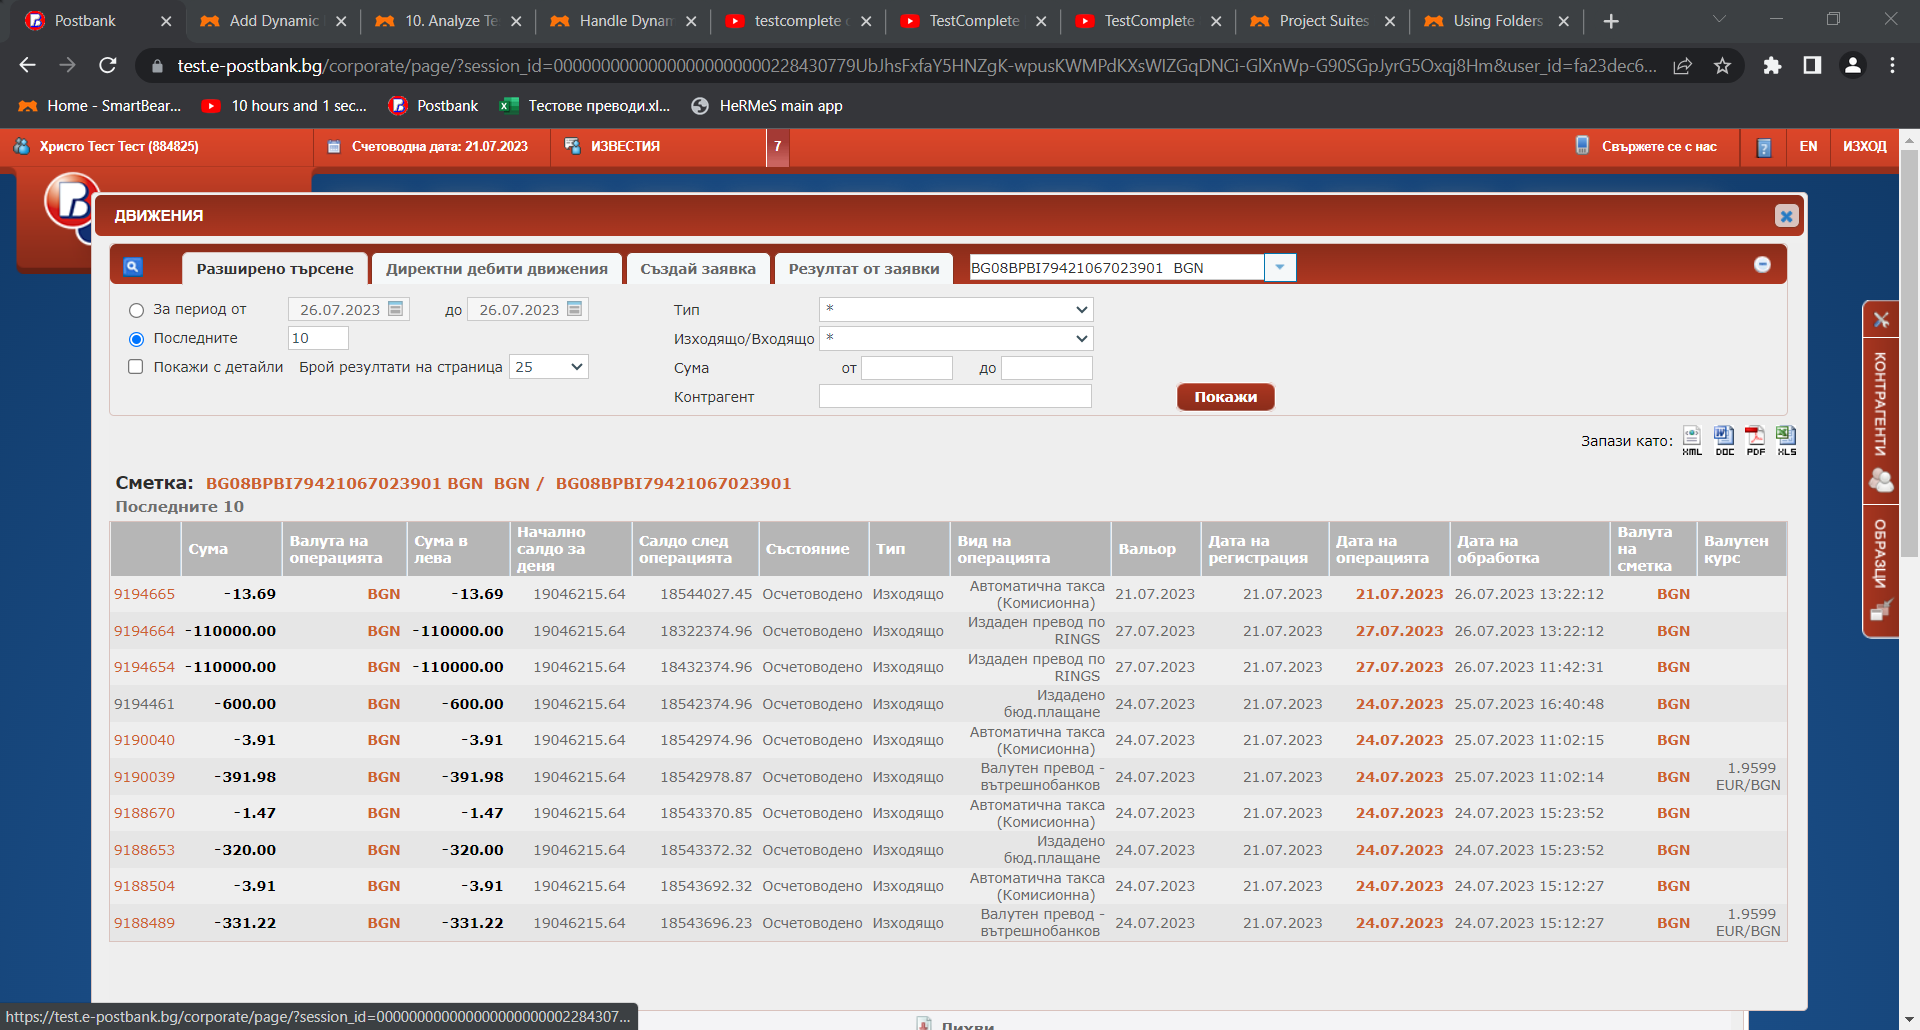 Postbank
Add Dynamic
10. Analyze Te
Handle Dynam
testcomplete
TestComplete
TestComplete
Project Suites
Using Folders
test.e-postbank.bg/corporate/page/?session_id=
Home - SmartBear...
10 hours and 1 sec...
Postbank
Тестове преводи.xl...
HeRMeS main app
Христо Тест Тест (884825)
Счетоводна дата: 21.07.2023
ИЗВЕСТИЯ
7
Свържете се с нас
EN
ИЗХОД
ДВИЖЕНИЯ
Разширено търсене
Директни дебити движения
Създай заявка
Резултат от заявки
BG08BPBI79421067023901 BGN
За период от 26.07.2023 до 26.07.2023 Тип *
Последните 10 Изходящо/Входящо *
Покажи с детайли Брой резултати на страница 25 Сума от до
Контрагент Покажи
КОНТРАГЕНТИ
ОБРАЗЦИ
Запази като: XML DOC PDF XLS
Сметка: BG08BPBI79421067023901 BGN BGN / BG08BPBI79421067023901
Последните 10
Сума
Валута на операцията
Сума в лева
Начално салдо за деня
Салдо след операцията
Състояние
Тип
Вид на операцията
Вальор
Дата на регистрация
Дата на операцията
Дата на обработка
Валута на сметка
Валутен курс
9194665 -13.69 BGN -13.69 19046215.64 18544027.45 Осчетоводено Изходящо Автоматична такса (Комисионна) 21.07.2023 21.07.2023 21.07.2023 26.07.2023 13:22:12 BGN
9194664 -110000.00 BGN -110000.00 19046215.64 18322374.96 Осчетоводено Изходящо Издаден превод по RINGS 27.07.2023 21.07.2023 27.07.2023 26.07.2023 13:22:12 BGN
9194654 -110000.00 BGN -110000.00 19046215.64 18432374.96 Осчетоводено Изходящо Издаден превод по RINGS 27.07.2023 21.07.2023 27.07.2023 26.07.2023 11:42:31 BGN
9194461 -600.00 BGN -600.00 19046215.64 18542374.96 Осчетоводено Изходящо Издадено бюд.плащане 24.07.2023 21.07.2023 24.07.2023 25.07.2023 16:40:48 BGN
9190040 -3.91 BGN -3.91 19046215.64 18542974.96 Осчетоводено Изходящо Автоматична такса (Комисионна) 24.07.2023 21.07.2023 24.07.2023 25.07.2023 11:02:15 BGN
9190039 -391.98 BGN -391.98 19046215.64 18542978.87 Осчетоводено Изходящо Валутен превод - вътрешнобанков 24.07.2023 21.07.2023 24.07.2023 25.07.2023 11:02:14 BGN 1.9599 EUR/BGN
9188670 -1.47 BGN -1.47 19046215.64 18543370.85 Осчетоводено Изходящо Автоматична такса (Комисионна) 24.07.2023 21.07.2023 24.07.2023 24.07.2023 15:23:52 BGN
9188653 -320.00 BGN -320.00 19046215.64 18543372.32 Осчетоводено Изходящо Издадено бюд.плащане 24.07.2023 21.07.2023 24.07.2023 24.07.2023 15:23:52 BGN
9188504 -3.91 BGN -3.91 19046215.64 18543692.32 Осчетоводено Изходящо Автоматична такса (Комисионна) 24.07.2023 21.07.2023 24.07.2023 24.07.2023 15:12:27 BGN
9188489 -331.22 BGN -331.22 19046215.64 18543696.23 Осчетоводено Изходящо Валутен превод - вътрешнобанков 24.07.2023 21.07.2023 24.07.2023 24.07.2023 15:12:27 BGN 1.9599 EUR/BGN
https://test.e-postbank.bg/corporate/page/?session_id=
Лихви